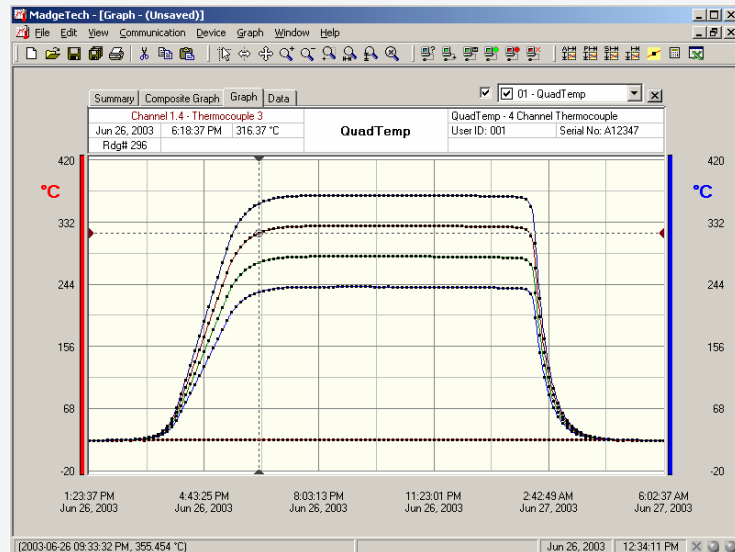 MadgeTech - [Graph - (Unsaved)]
File Edit View Communication Device Graph Window Help
01 - QuadTemp
Summary Composite Graph Graph Data
Channel 1.4 - Thermocouple 3
Jun 26, 2003 6:18:37 PM 316.37 °C
Rdg# 296
QuadTemp
QuadTemp - 4 Channel Thermocouple
User ID: 001 Serial No: A12347
420 420
°C °C
332 332
244 244
156 156
68 68
-20 -20
1:23:37 PM 4:43:25 PM 8:03:13 PM 11:23:01 PM 2:42:49 AM 6:02:37 AM
Jun 26, 2003 Jun 26, 2003 Jun 26, 2003 Jun 26, 2003 Jun 27, 2003 Jun 27, 2003
(2003-06-26 09:33:32 PM, 355.454 °C) Jun 26, 2003 12:34:11 PM